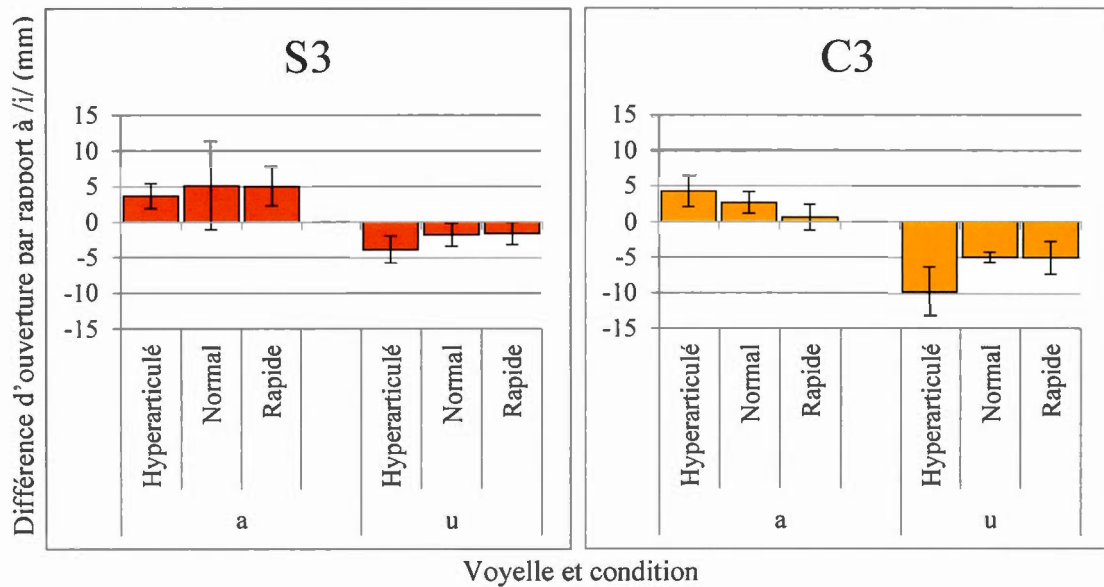 Différence d'ouverture par rapport à /i/ (mm)
S3
15
10
5
0
-5
-10
-15
Hyperarticulé
Normal
Rapide
Hyperarticulé
Normal
Rapide
a
u
C3
15
10
5
0
-5
-10
-15
Hyperarticulé
Normal
Rapide
Hyperarticulé
Normal
Rapide
a
u
Voyelle et condition